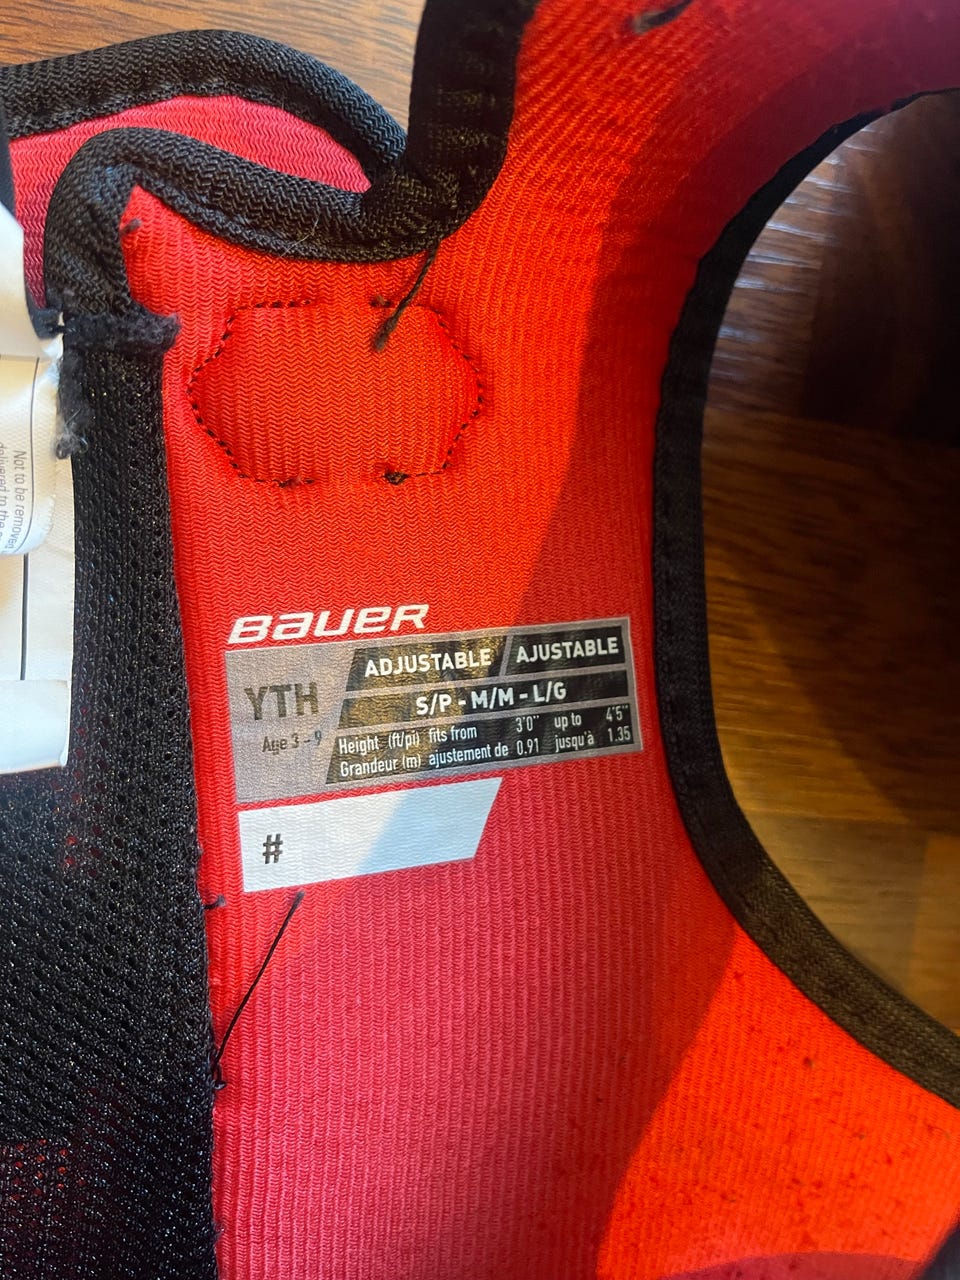 Not to be removed
delivered to the
BAUER
ADJUSTABLE AJUSTABLE
YTH S/P - M/M - L/G
Age 3 - 9 Height (ft/pi) fits from 3'0'' up to 4'5''
Grandeur (m) ajustement de 0.91 jusqu'à 1.35
#